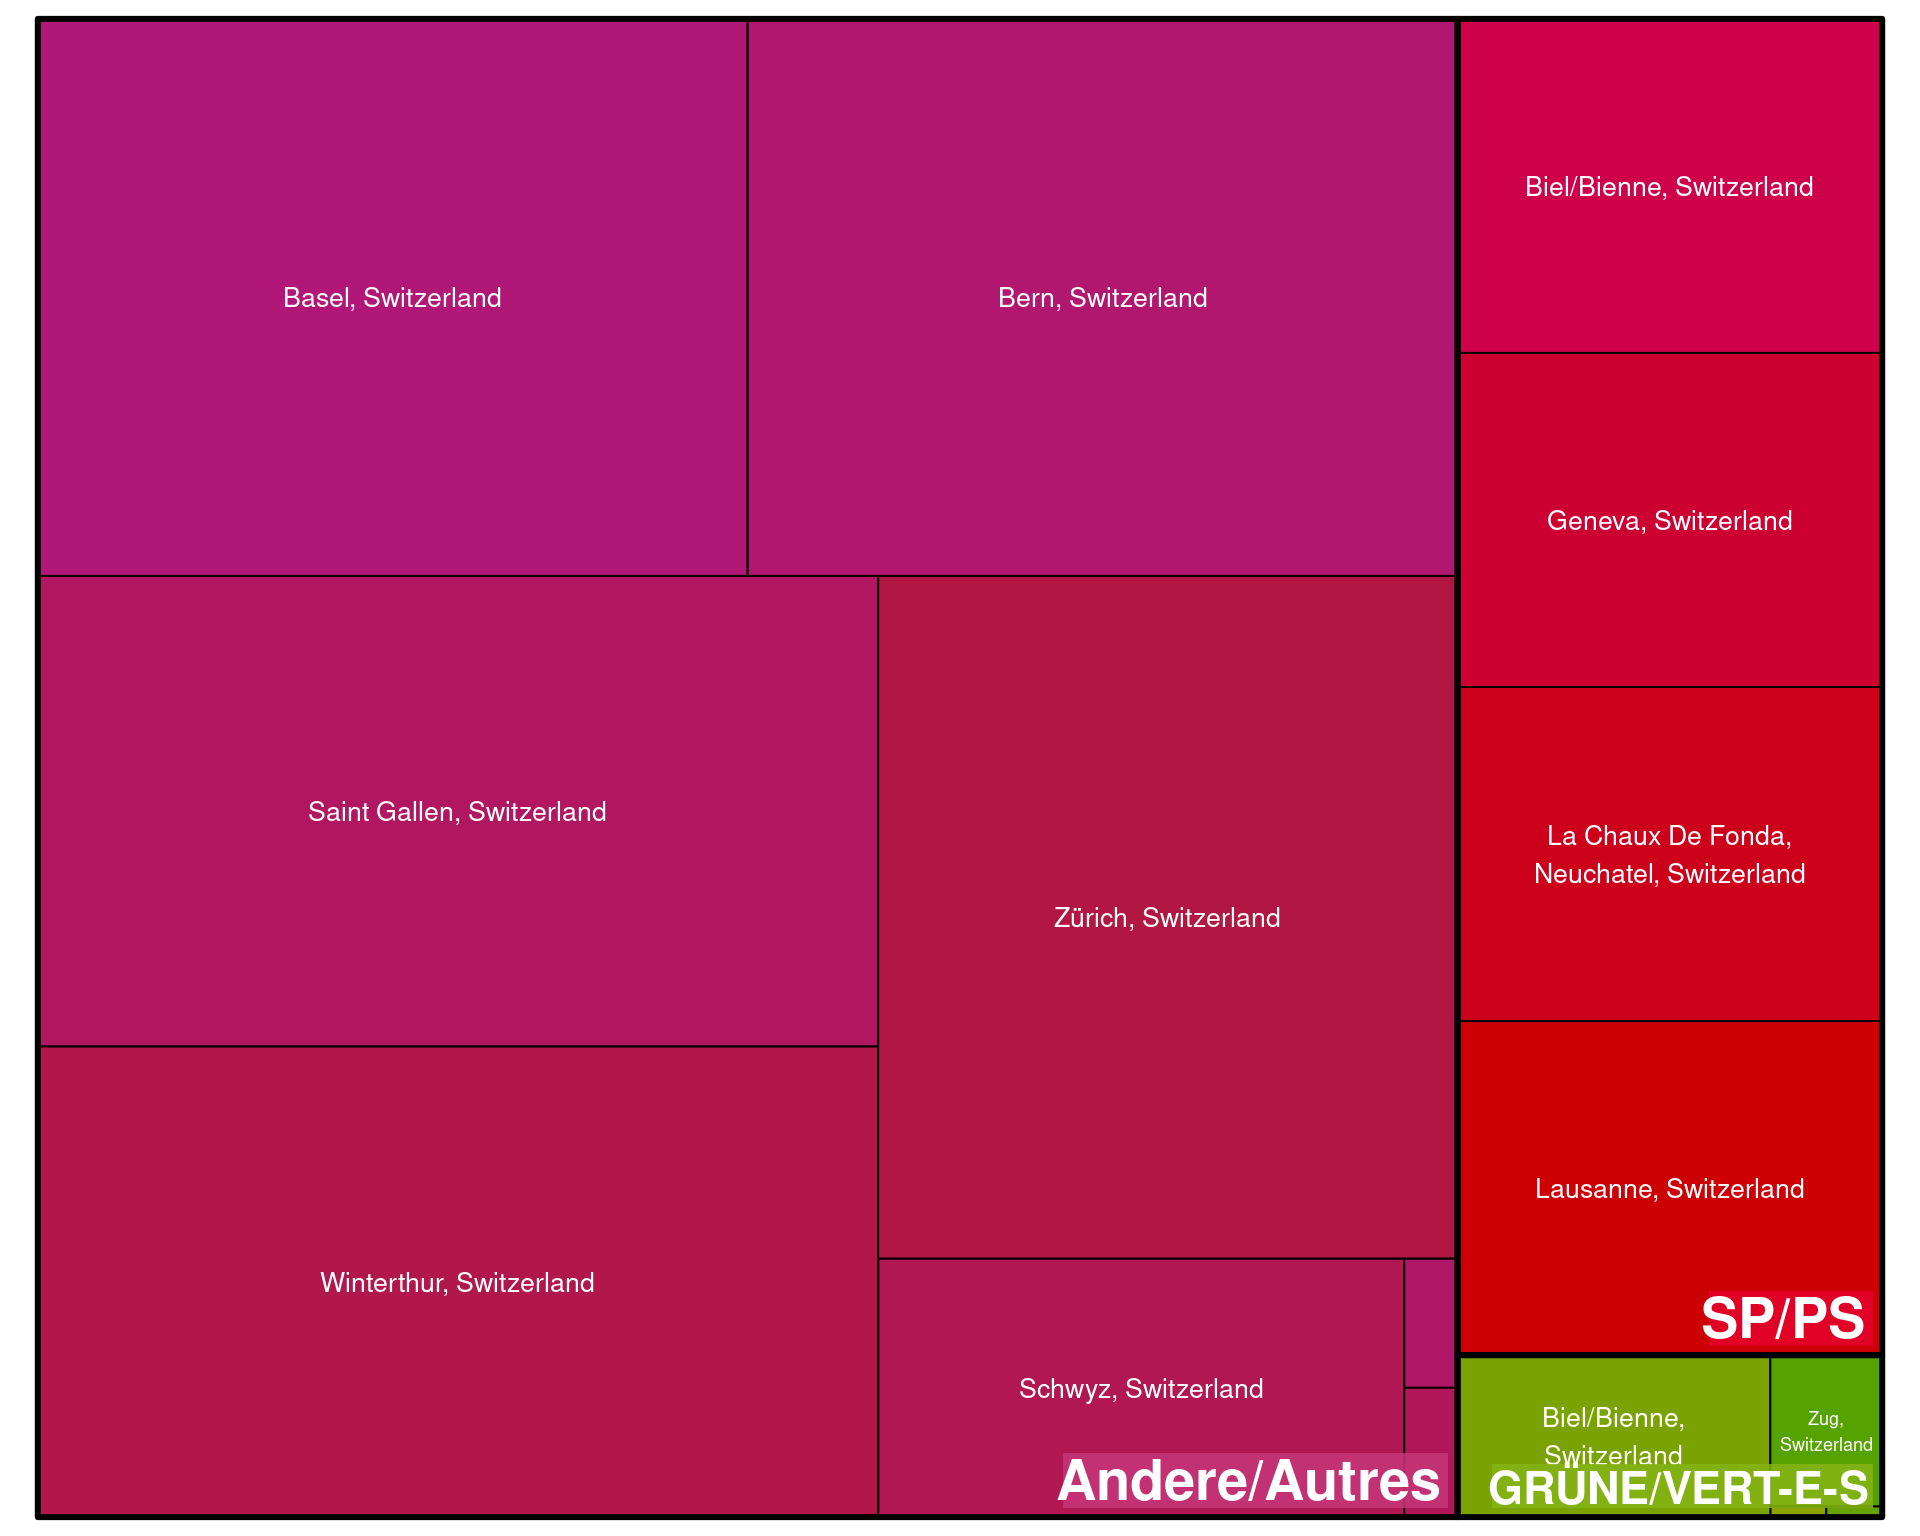 Basel, Switzerland
Bern, Switzerland
Saint Gallen, Switzerland
Zürich, Switzerland
Winterthur, Switzerland
Schwyz, Switzerland
Andere/Autres
Biel/Bienne, Switzerland
Geneva, Switzerland
La Chaux De Fonda,
Neuchatel, Switzerland
Lausanne, Switzerland
SP/PS
Biel/Bienne,
Switzerland
Zug,
Switzerland
GRÜNE/VERT-E-S